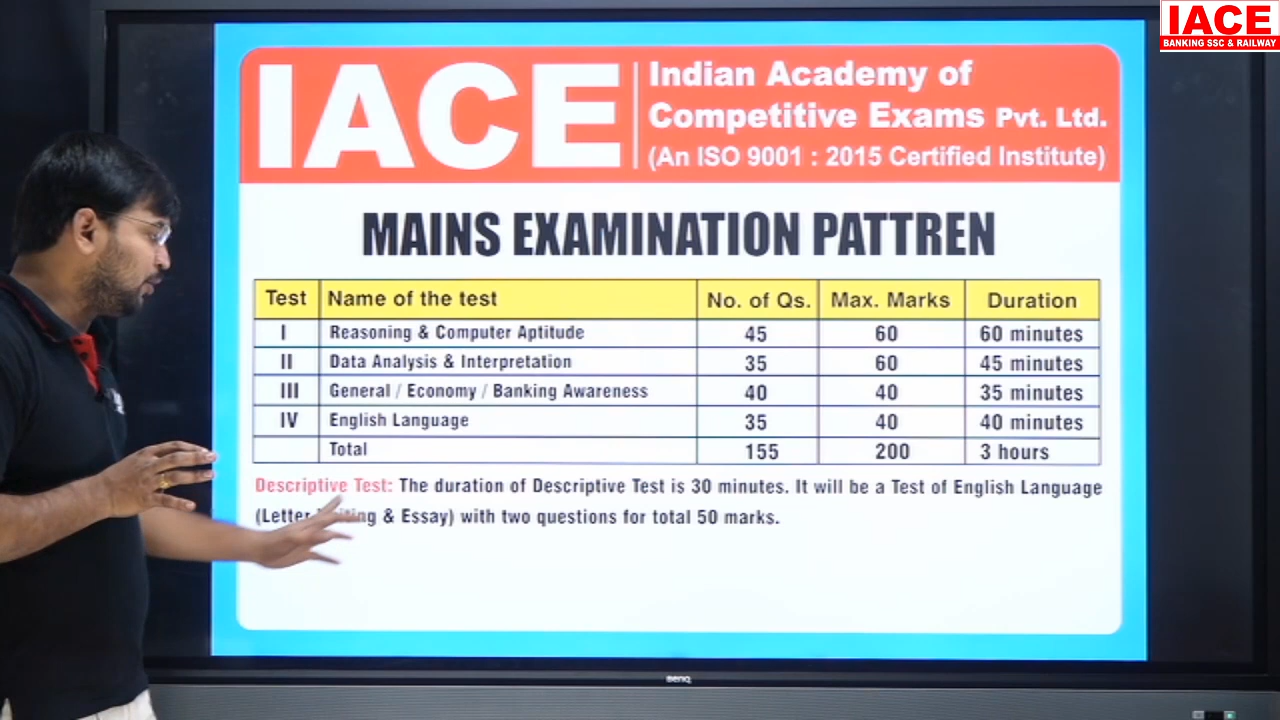 IACE
BANKING SSC & RAILWAY
IACE
Indian Academy of
Competitive Exams Pvt. Ltd.
(An ISO 9001 : 2015 Certified Institute)
MAINS EXAMINATION PATTREN
Test Name of the test No. of Qs. Max. Marks Duration
I Reasoning & Computer Aptitude 45 60 60 minutes
II Data Analysis & Interpretation 35 60 45 minutes
III General / Economy / Banking Awareness 40 40 35 minutes
IV English Language 35 40 40 minutes
Total 155 200 3 hours
Descriptive Test: The duration of Descriptive Test is 30 minutes. It will be a Test of English Language
(Letter & Essay) with two questions for total 50 marks.
BenQ